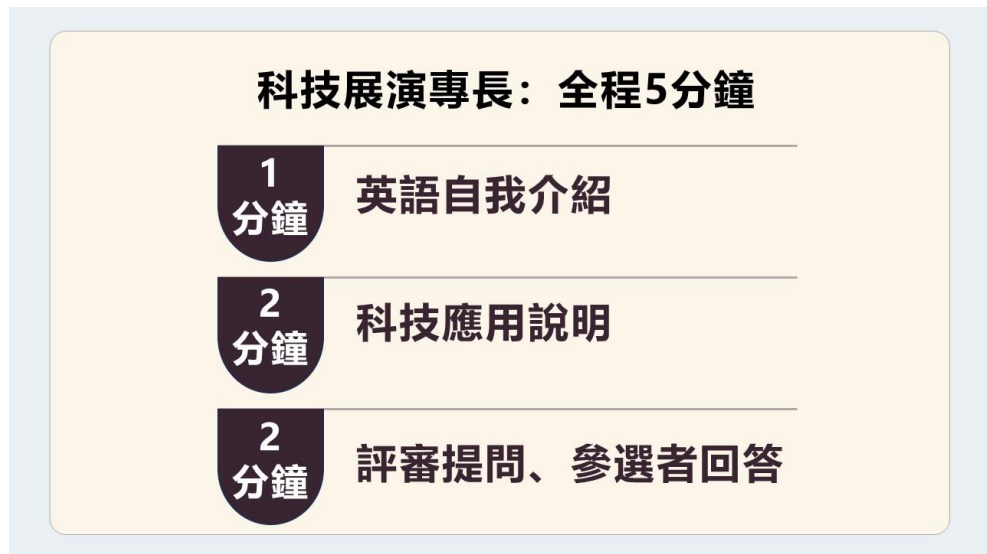 科技展演專長：全程5分鐘
1
分鐘
英語自我介紹
2
分鐘
科技應用說明
2
分鐘
評審提問、參選者回答